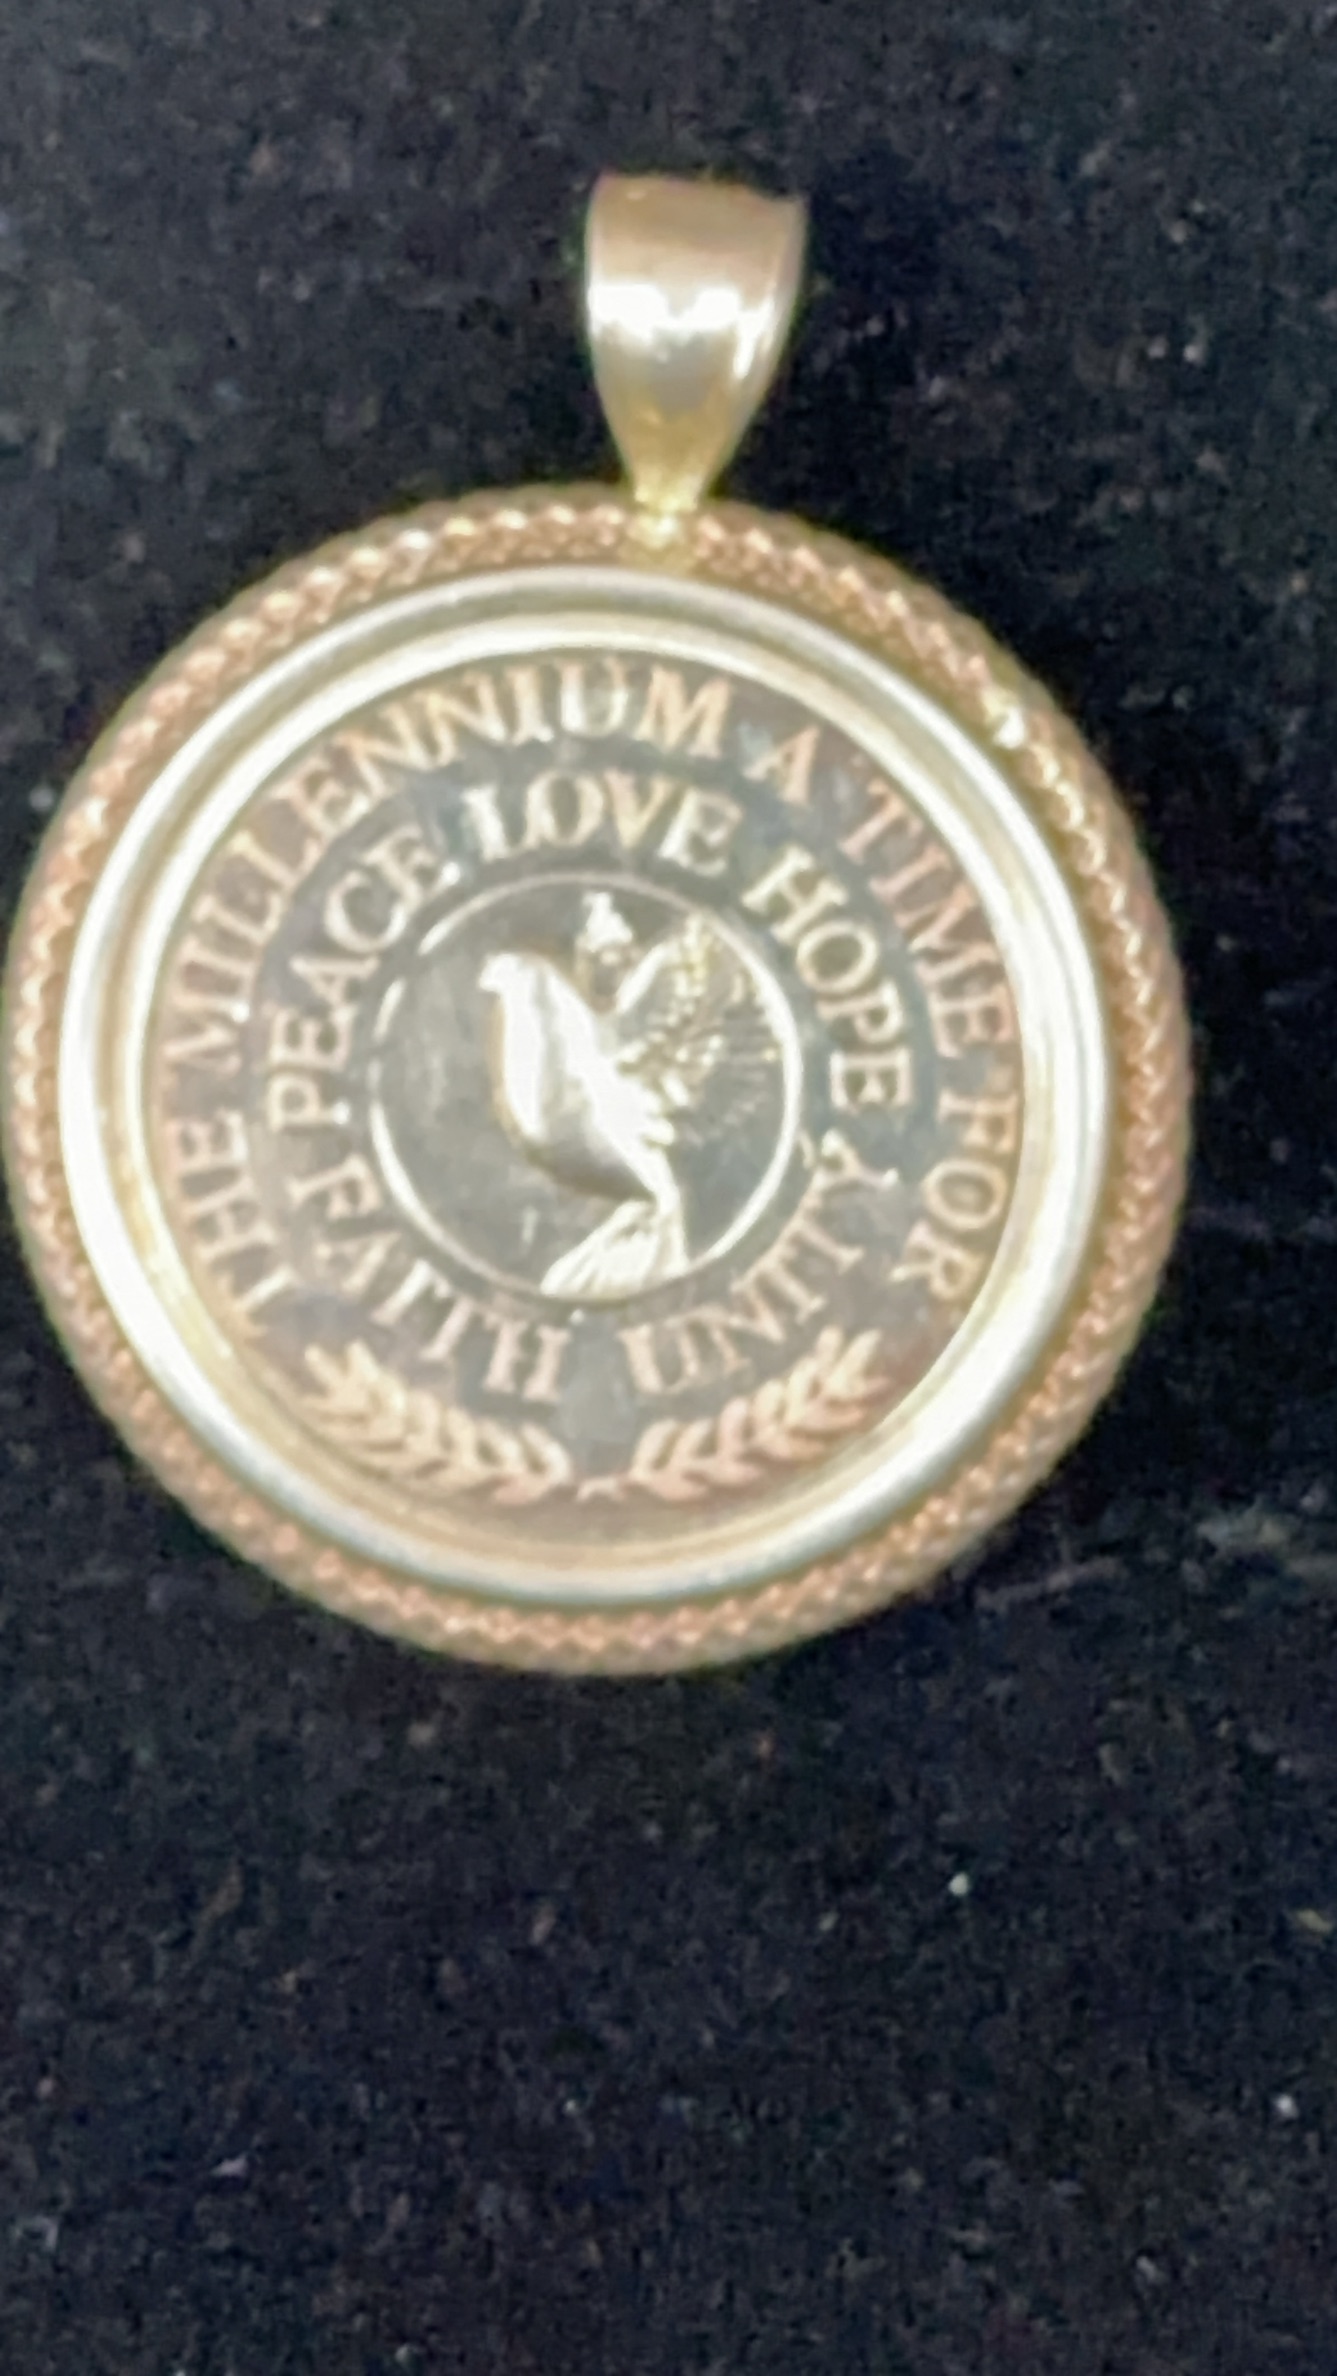 THE MILLENNIUM A TIME FOR
PEACE LOVE HOPE
FAITH UNITY